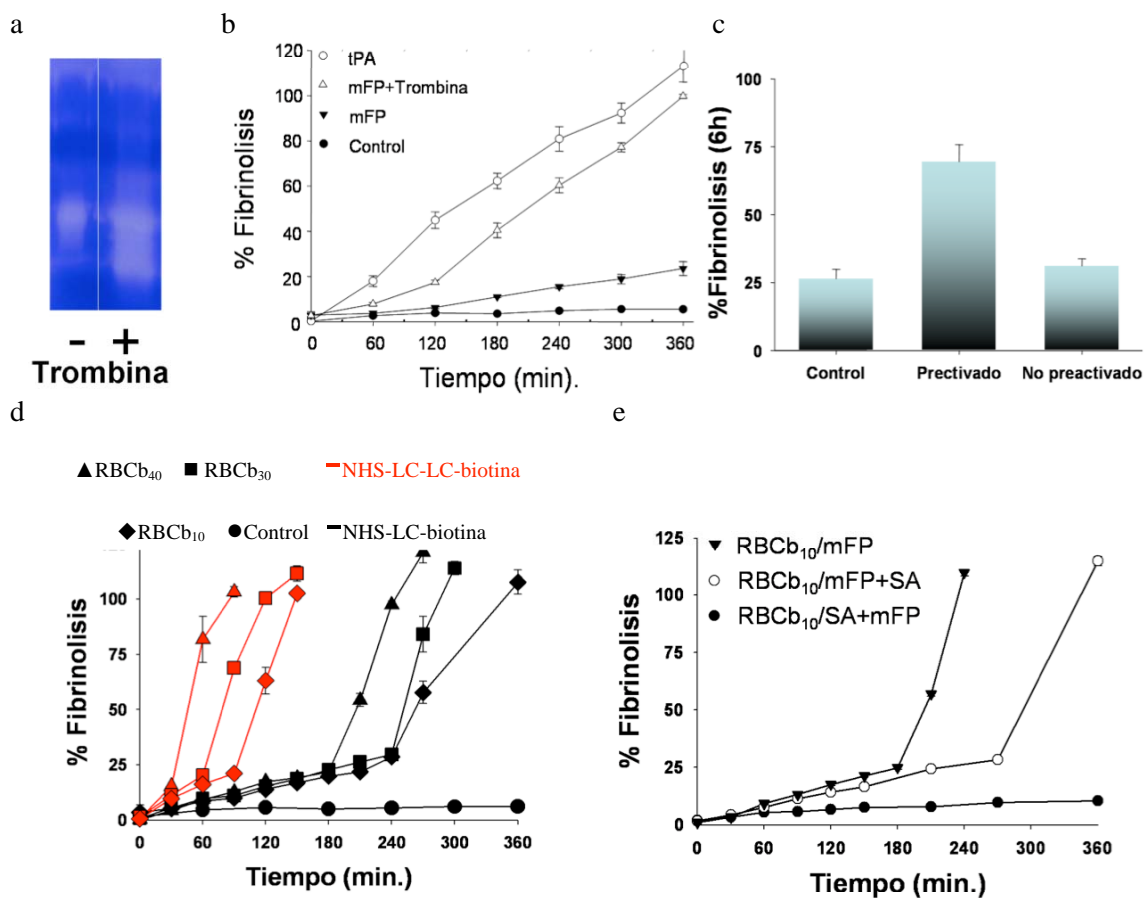 a
- +
Trombina
b
% Fibrinolisis
120
100
80
60
40
20
0
tPA
mFP+Trombina
mFP
Control
0 60 120 180 240 300 360
Tiempo (min).
c
%Fibrinolisis (6h)
100
75
50
25
0
Control Prectivado No preactivado
d
RBCb40 RBCb30 NHS-LC-LC-biotina
RBCb10 Control NHS-LC-biotina
% Fibrinolisis
100
75
50
25
0
0 60 120 180 240 300 360
Tiempo (min.)
e
RBCb10/mFP
RBCb10/mFP+SA
RBCb10/SA+mFP
% Fibrinolisis
125
100
75
50
25
0
0 60 120 180 240 300 360
Tiempo (min.)